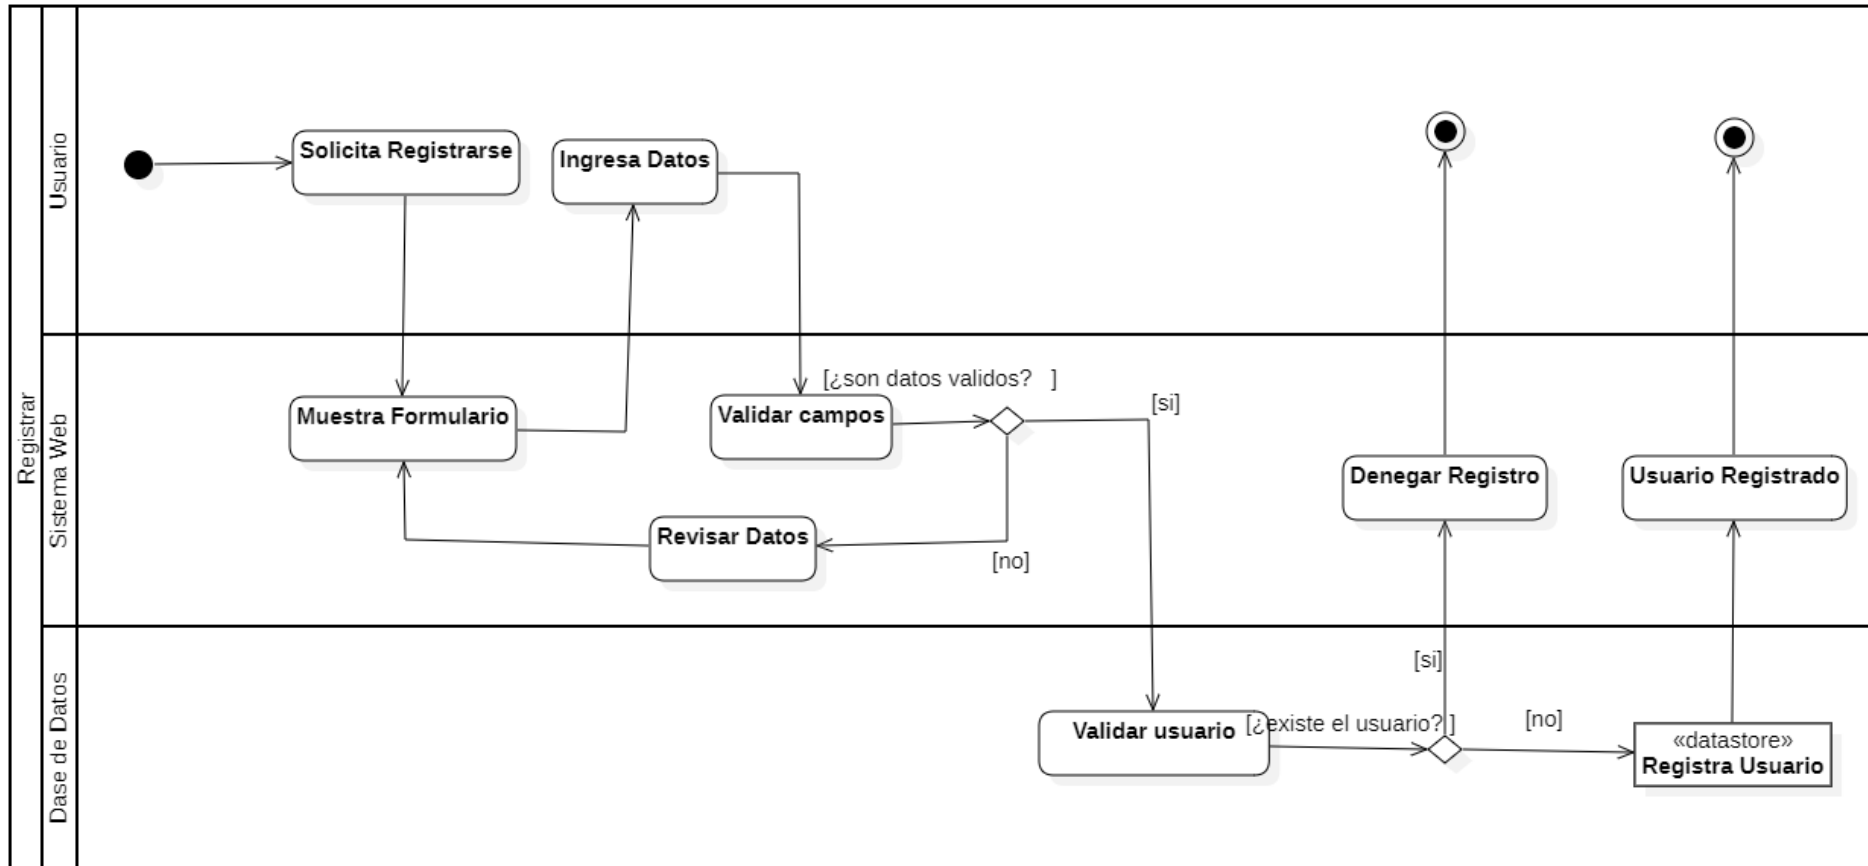 Registrar
Usuario
Solicita Registrarse
Ingresa Datos
Sistema Web
Muestra Formulario
[¿son datos validos? ]
Validar campos
[si]
Revisar Datos
[no]
Denegar Registro
Usuario Registrado
Dase de Datos
Validar usuario
[¿existe el usuario? ]
[si]
[no]
«datastore»
Registra Usuario